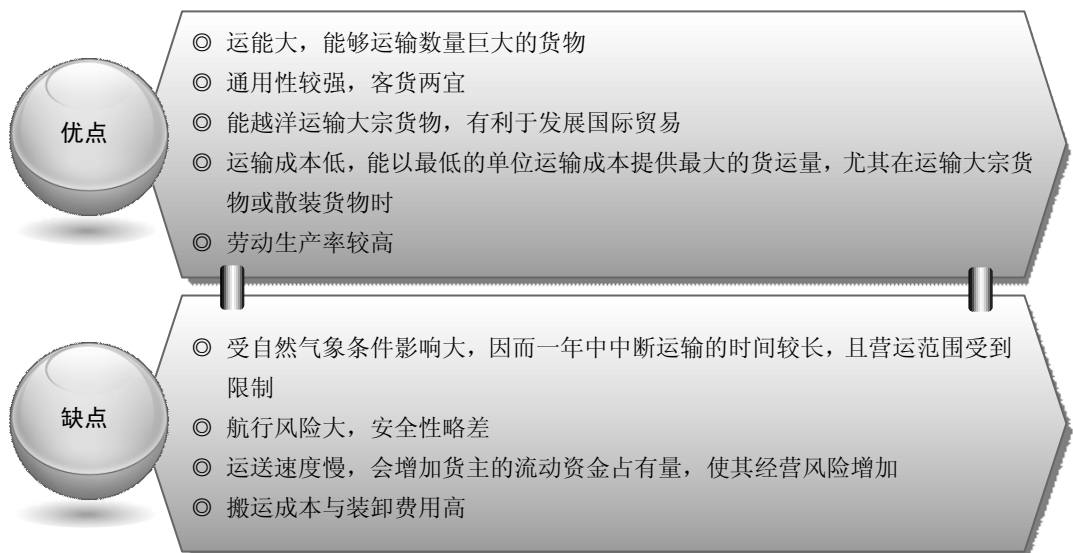 优点
◎ 运能大，能够运输数量巨大的货物
◎ 通用性较强，客货两宜
◎ 能越洋运输大宗货物，有利于发展国际贸易
◎ 运输成本低，能以最低的单位运输成本提供最大的货运量，尤其在运输大宗货
物或散装货物时
◎ 劳动生产率较高
缺点
◎ 受自然气象条件影响大，因而一年中中断运输的时间较长，且营运范围受到
限制
◎ 航行风险大，安全性略差
◎ 运送速度慢，会增加货主的流动资金占有量，使其经营风险增加
◎ 搬运成本与装卸费用高